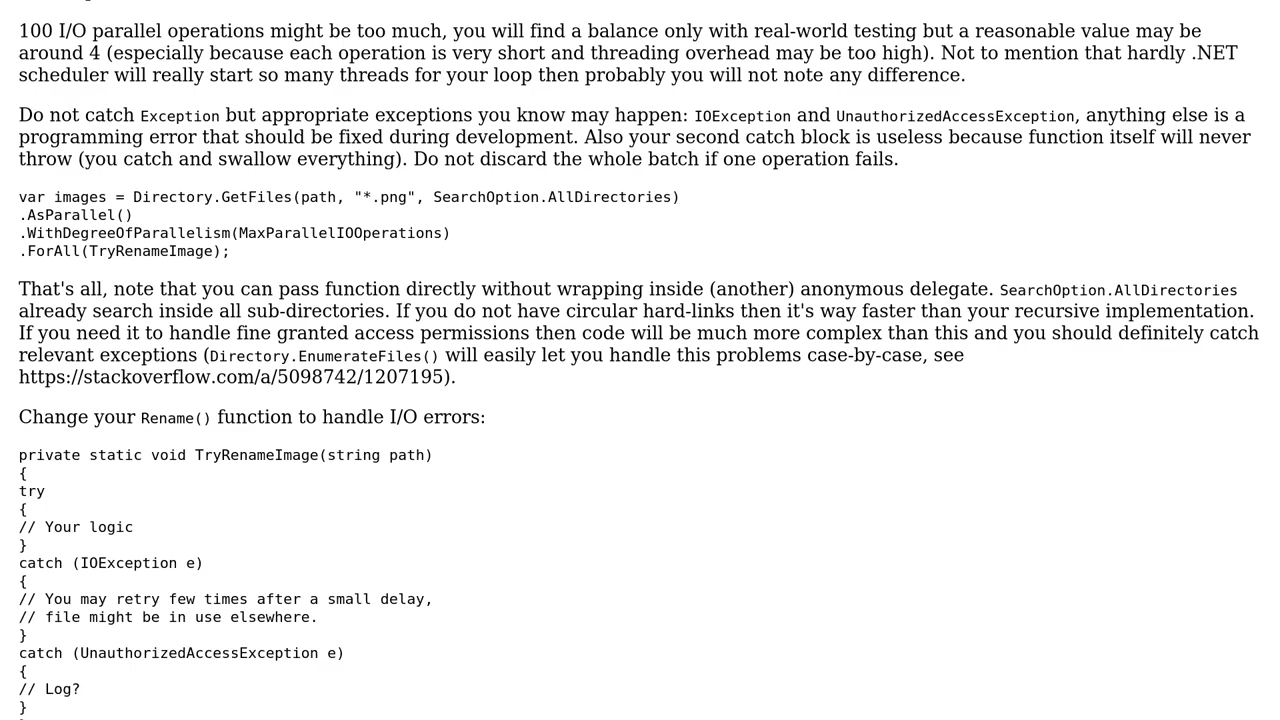 100 I/O parallel operations might be too much, you will find a balance only with real-world testing but a reasonable value may be
around 4 (especially because each operation is very short and threading overhead may be too high). Not to mention that hardly .NET
scheduler will really start so many threads for your loop then probably you will not note any difference.
Do not catch Exception but appropriate exceptions you know may happen: IOException and UnauthorizedAccessException, anything else is a
programming error that should be fixed during development. Also your second catch block is useless because function itself will never
throw (you catch and swallow everything). Do not discard the whole batch if one operation fails.
var images = Directory.GetFiles(path, "*.png", SearchOption.AllDirectories)
.AsParallel()
.WithDegreeOfParallelism(MaxParallelIOOperations)
.ForAll(TryRenameImage);
That's all, note that you can pass function directly without wrapping inside (another) anonymous delegate. SearchOption.AllDirectories
already search inside all sub-directories. If you do not have circular hard-links then it's way faster than your recursive implementation.
If you need it to handle fine granted access permissions then code will be much more complex than this and you should definitely catch
relevant exceptions (Directory.EnumerateFiles() will easily let you handle this problems case-by-case, see
https://stackoverflow.com/a/5098742/1207195).
Change your Rename() function to handle I/O errors:
private static void TryRenameImage(string path)
{
try
{
// Your logic
}
catch (IOException e)
{
// You may retry few times after a small delay,
// file might be in use elsewhere.
}
catch (UnauthorizedAccessException e)
{
// Log?
}